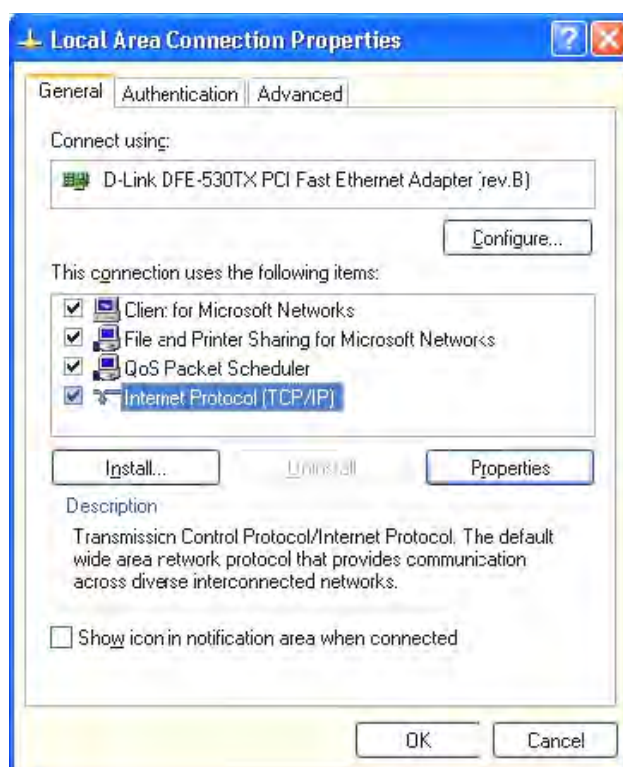 Local Area Connection Properties
General Authentication Advanced
Connect using:
D-Link DFE-530TX PCI Fast Ethernet Adapter (rev.B)
Configure...
This connection uses the following items:
Client for Microsoft Networks
File and Printer Sharing for Microsoft Networks
QoS Packet Scheduler
Internet Protocol (TCP/IP)
Install... Uninstall Properties
Description
Transmission Control Protocol/Internet Protocol. The default
wide area network protocol that provides communication
across diverse interconnected networks.
Show icon in notification area when connected
OK Cancel